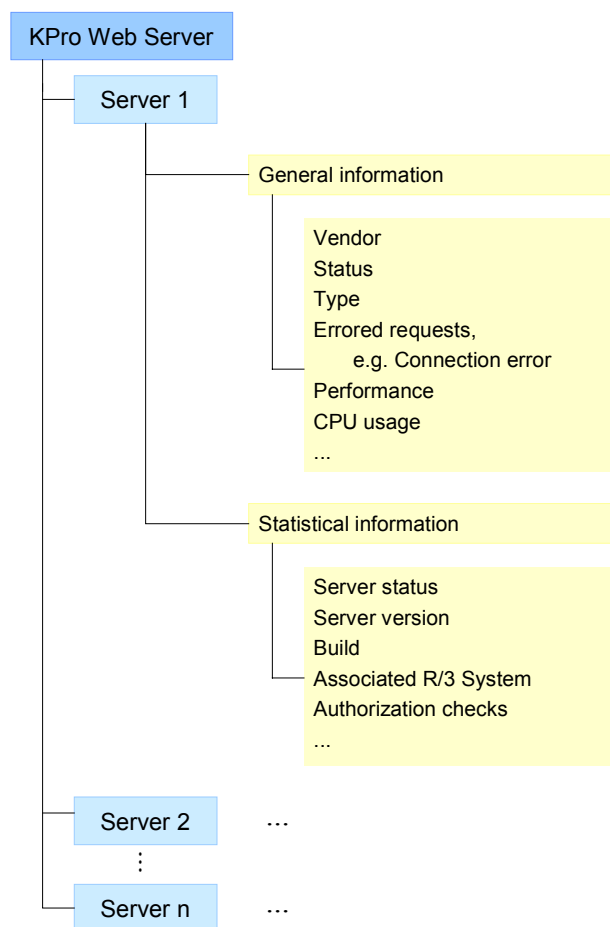 KPro Web Server
Server 1
General information
Vendor
Status
Type
Errored requests,
e.g. Connection error
Performance
CPU usage
...
Statistical information
Server status
Server version
Build
Associated R/3 System
Authorization checks
...
Server 2
...
Server n
...